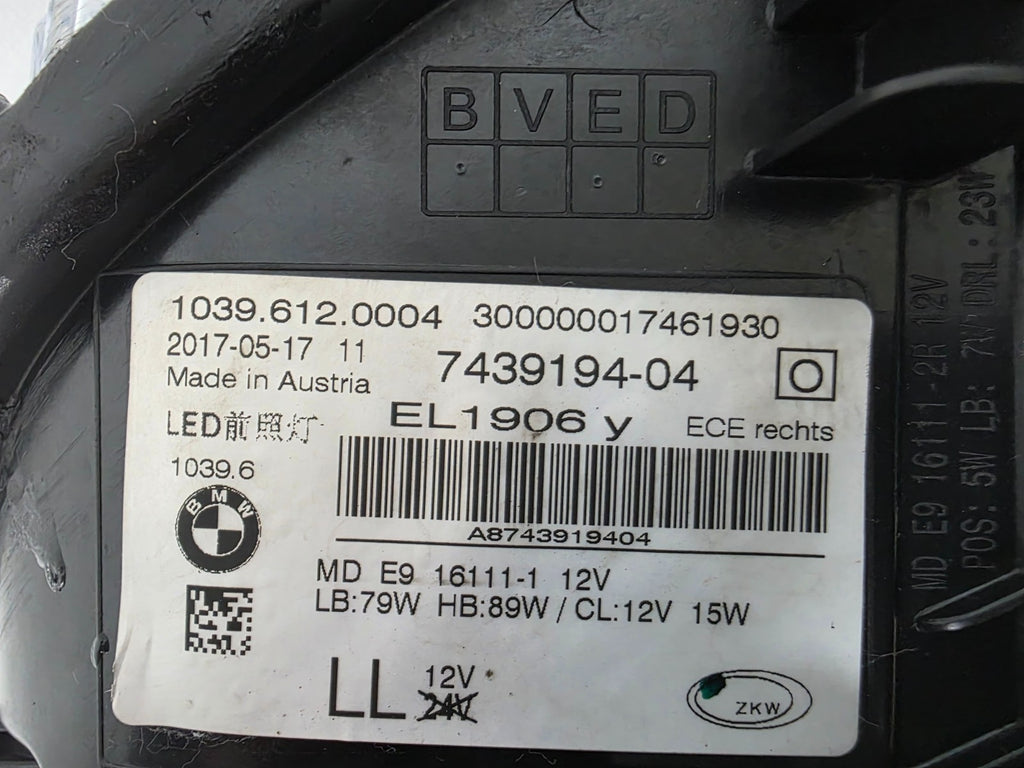 B V E D
1039.612.0004 300000017461930
2017-05-17 11
7439194-04
O
Made in Austria
EL1906 y
ECE rechts
LED前照灯
1039.6
BMW
A8743919404
MD E9 16111-1 12V
LB:79W HB:89W / CL:12V 15W
LL
12V
24V
ZKW
MD E9 16111-2R 12V
POS: 5W LB: 7W DRL: 23W